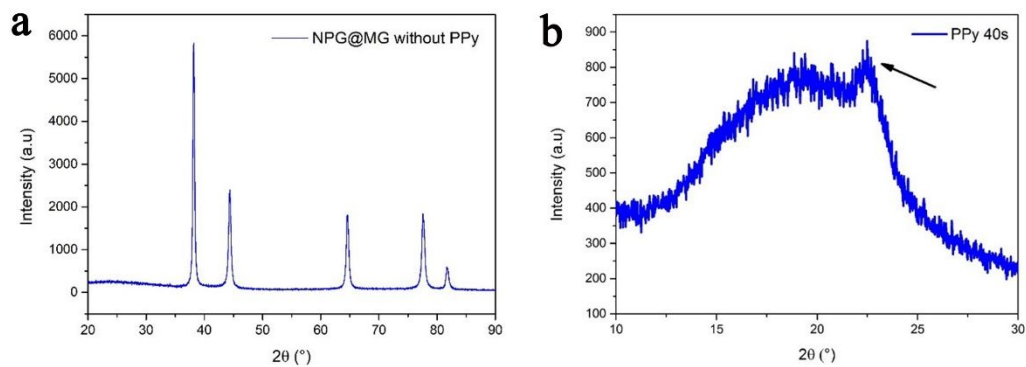 a
NPG@MG without PPy
Intensity (a.u)
6000
5000
4000
3000
2000
1000
0
20 30 40 50 60 70 80 90
2θ (°)
b
PPy 40s
Intensity (a.u)
900
800
700
600
500
400
300
200
100
10 15 20 25 30
2θ (°)